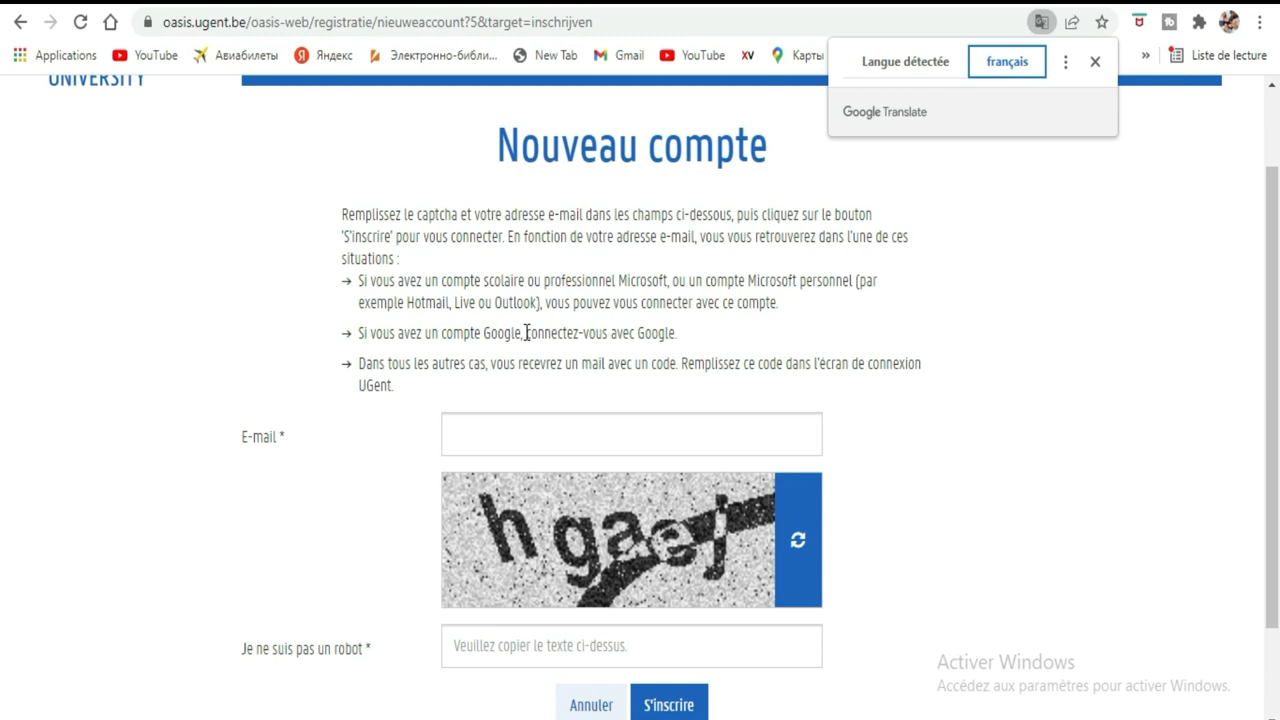 oasis.ugent.be/oasis-web/registratie/nieuweaccount?5&target=inschrijven
Applications YouTube Авиабилеты Яндекс Электронно-библи... New Tab Gmail YouTube XV Карты » Liste de lecture
Langue détectée français
Google Translate
UNIVERSITY
Nouveau compte
Remplissez le captcha et votre adresse e-mail dans les champs ci-dessous, puis cliquez sur le bouton
'S'inscrire' pour vous connecter. En fonction de votre adresse e-mail, vous vous retrouverez dans l'une de ces
situations :
→ Si vous avez un compte scolaire ou professionnel Microsoft, ou un compte Microsoft personnel (par
exemple Hotmail, Live ou Outlook), vous pouvez vous connecter avec ce compte.
→ Si vous avez un compte Google, connectez-vous avec Google.
→ Dans tous les autres cas, vous recevrez un mail avec un code. Remplissez ce code dans l'écran de connexion
UGent.
E-mail *
hgaej
Je ne suis pas un robot *
Veuillez copier le texte ci-dessus.
Annuler S'inscrire
Activer Windows
Accédez aux paramètres pour activer Windows.